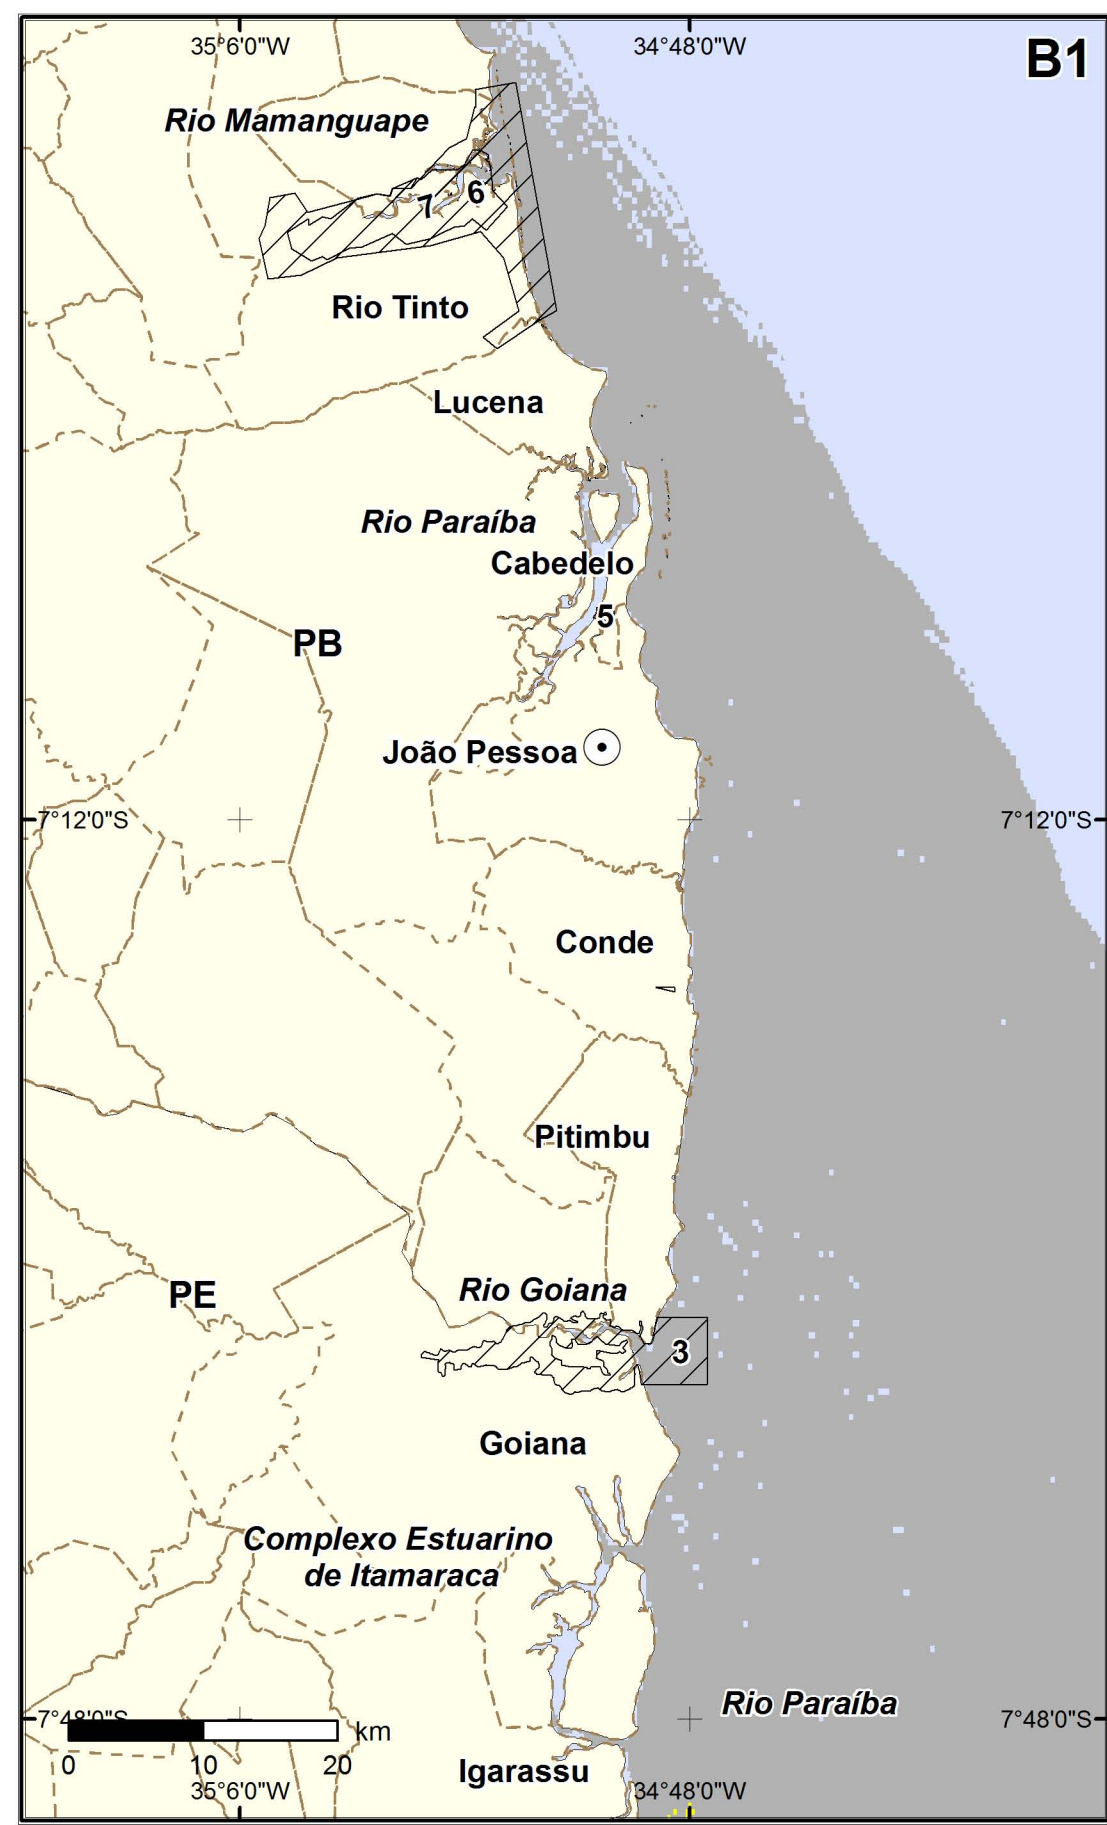 35°6'0"W
34°48'0"W
B1
Rio Mamanguape
7
6
Rio Tinto
Lucena
Rio Paraíba
Cabedelo
5
PB
João Pessoa
7°12'0"S
7°12'0"S
Conde
Pitimbu
Rio Goiana
PE
3
Goiana
Complexo Estuarino
de Itamaraca
Rio Paraíba
7°48'0"S
7°48'0"S
km
0
10
20
Igarassu
35°6'0"W
34°48'0"W